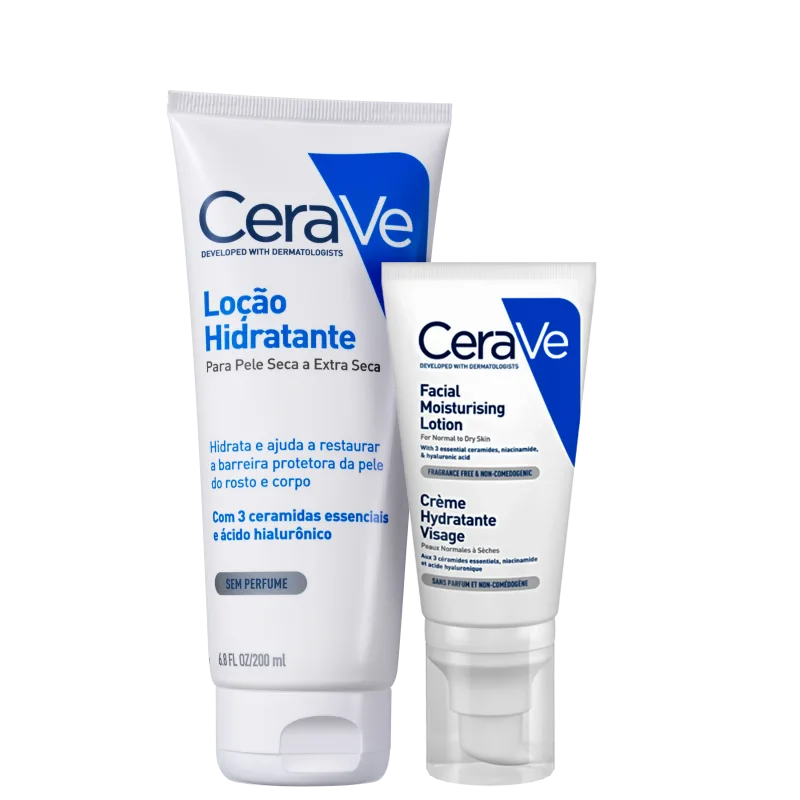 CeraVe
DEVELOPED WITH DERMATOLOGISTS
Loção
Hidratante
Para Pele Seca a Extra Seca
Hidrata e ajuda a restaurar
a barreira protetora da pele
do rosto e corpo
Com 3 ceramidas essenciais
e ácido hialurônico
SEM PERFUME
6.8 FL OZ/200 ml
CeraVe
DEVELOPED WITH DERMATOLOGISTS
Facial
Moisturising
Lotion
For Normal to Dry Skin
With 3 essential ceramides, niacinamide,
& hyaluronic acid
FRAGRANCE FREE & NON-COMEDOGENIC
Crème
Hydratante
Visage
Peaux Normales à Sèches
Aux 3 céramides essentiels, niacinamide
et acide hyaluronique
SANS PARFUM ET NON-COMÉDOGÈNE